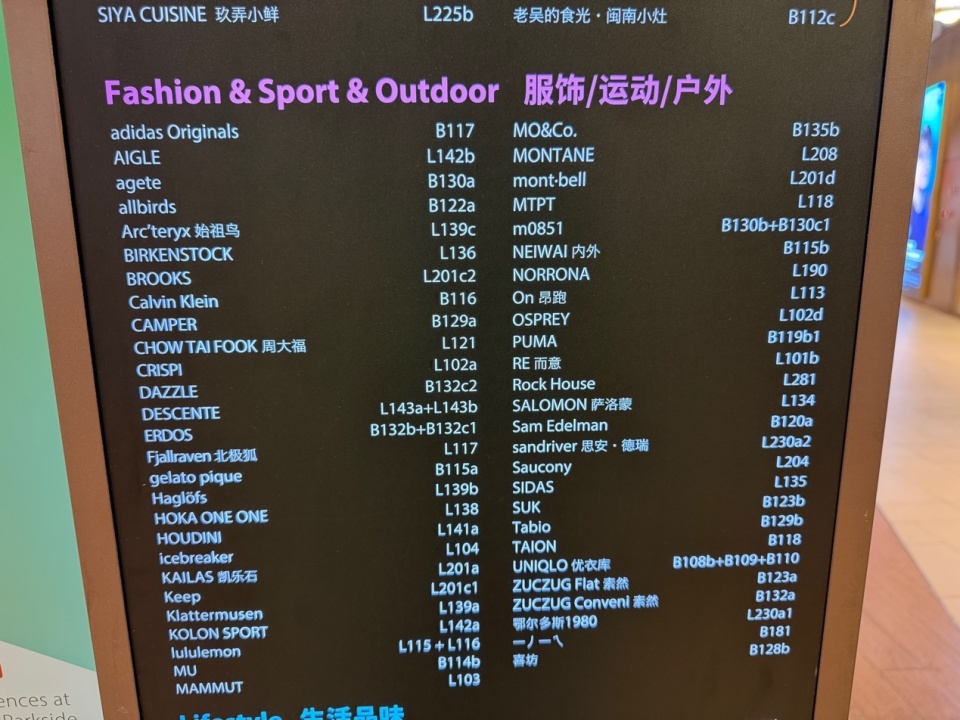 SIYA CUISINE 玖弄小鲜 L225b
老吴的食光·闽南小灶 B112c
Fashion & Sport & Outdoor 服饰/运动/户外
adidas Originals B117
AIGLE L142b
agete B130a
allbirds B122a
Arc'teryx 始祖鸟 L139c
BIRKENSTOCK L136
BROOKS L201c2
Calvin Klein B116
CAMPER B129a
CHOW TAI FOOK 周大福 L121
CRISPI L102a
DAZZLE B132c2
DESCENTE L143a+L143b
ERDOS B132b+B132c1
Fjallraven 北极狐 L117
gelato pique B115a
Haglöfs L139b
HOKA ONE ONE L138
HOUDINI L141a
icebreaker L104
KAILAS 凯乐石 L201a
Keep L201c1
Klattermusen L139a
KOLON SPORT L142a
lululemon L115 + L116
MU B114b
MAMMUT L103
MO&Co. B135b
MONTANE L208
mont·bell L201d
MTPT L118
m0851 B130b+B130c1
NEIWAI 内外 B115b
NORRONA L190
On 昂跑 L113
OSPREY L102d
PUMA B119b1
RE 而意 L101b
Rock House L281
SALOMON 萨洛蒙 L134
Sam Edelman B120a
sandriver 思安·德瑞 L230a2
Saucony L204
SIDAS L135
SUK B123b
Tabio B129b
TAION B118
UNIQLO 优衣库 B108b+B109+B110
ZUCZUG Flat 素然 B123a
ZUCZUG Conveni 素然 B132a
鄂尔多斯1980 L230a1
一丿一乀 B181
喜坊 B128b
Lifestyle 生活品味
ences at
Parkside